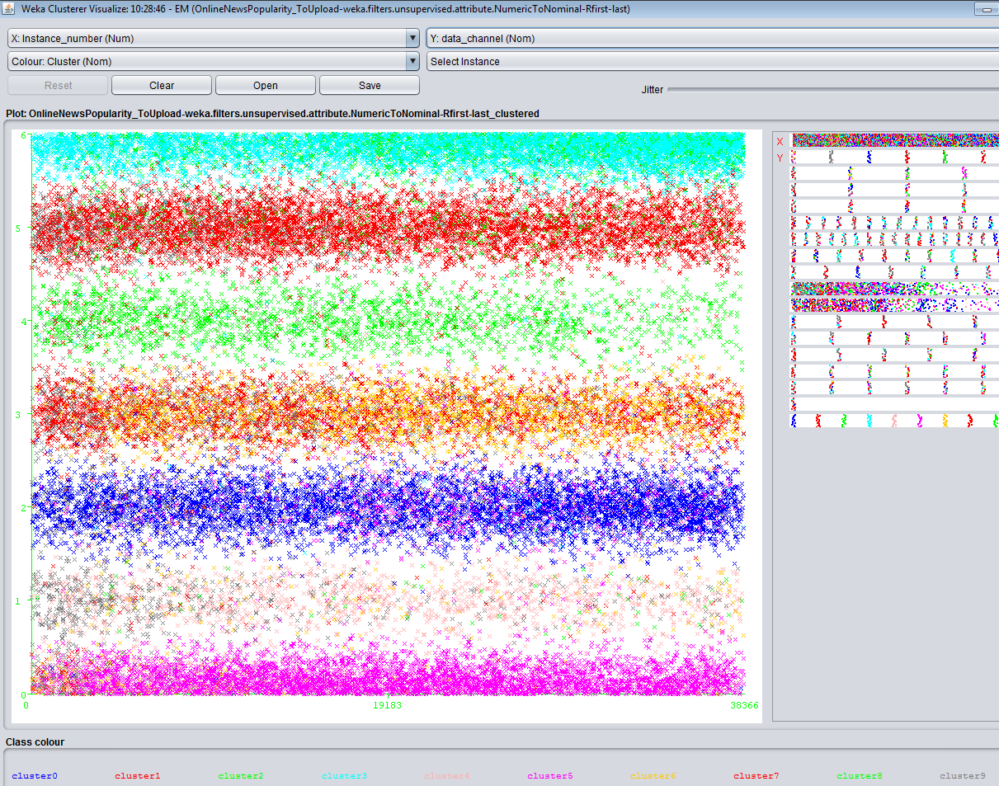 Weka Clusterer Visualize: 10:28:46 - EM (OnlineNewsPopularity_ToUpload-weka.filters.unsupervised.attribute.NumericToNominal-Rfirst-last)
X: Instance_number (Num) Y: data_channel (Nom)
Colour: Cluster (Nom) Select Instance
Reset Clear Open Save
Jitter
Plot: OnlineNewsPopularity_ToUpload-weka.filters.unsupervised.attribute.NumericToNominal-Rfirst-last_clustered
6
5
4
3
2
1
0
0 19183 38366
X
Y
Class colour
cluster0 cluster1 cluster2 cluster3 cluster4 cluster5 cluster6 cluster7 cluster8 cluster9